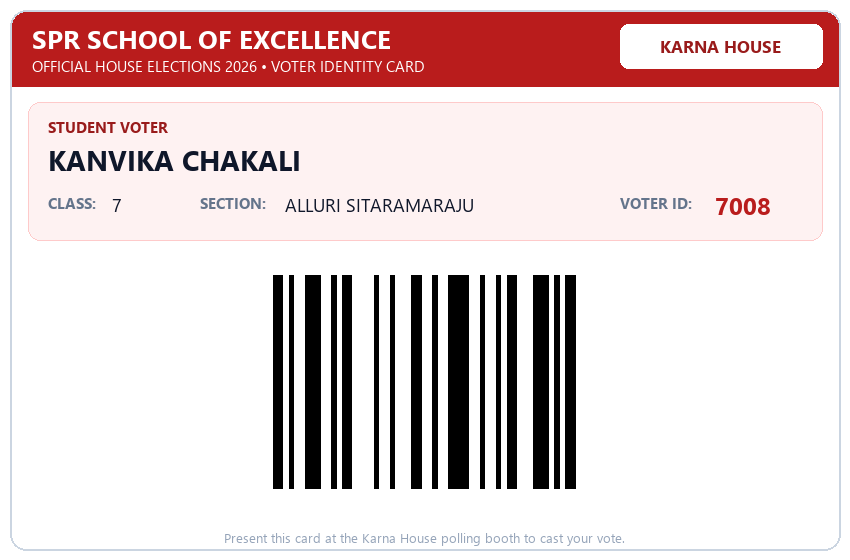 SPR SCHOOL OF EXCELLENCE
OFFICIAL HOUSE ELECTIONS 2026 • VOTER IDENTITY CARD
KARNA HOUSE
STUDENT VOTER
KANVIKA CHAKALI
CLASS: 7 SECTION: ALLURI SITARAMARAJU VOTER ID: 7008
Present this card at the Karna House polling booth to cast your vote.